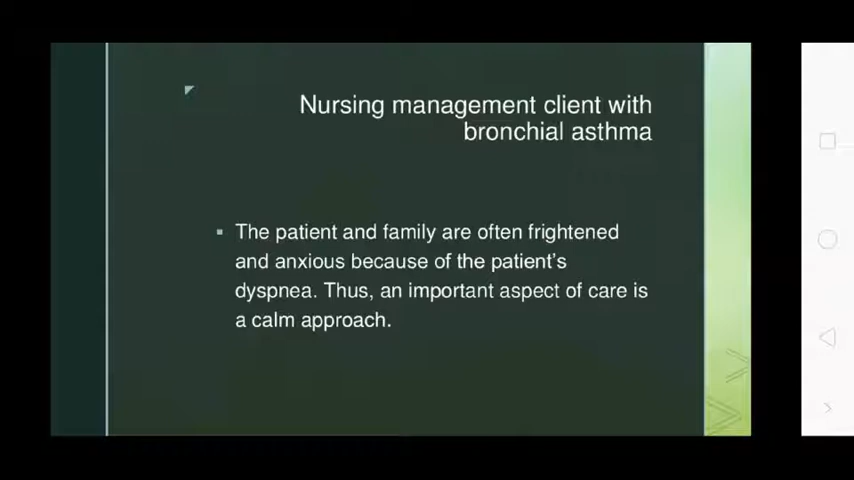 Nursing management client with
bronchial asthma
The patient and family are often frightened
and anxious because of the patient's
dyspnea. Thus, an important aspect of care is
a calm approach.